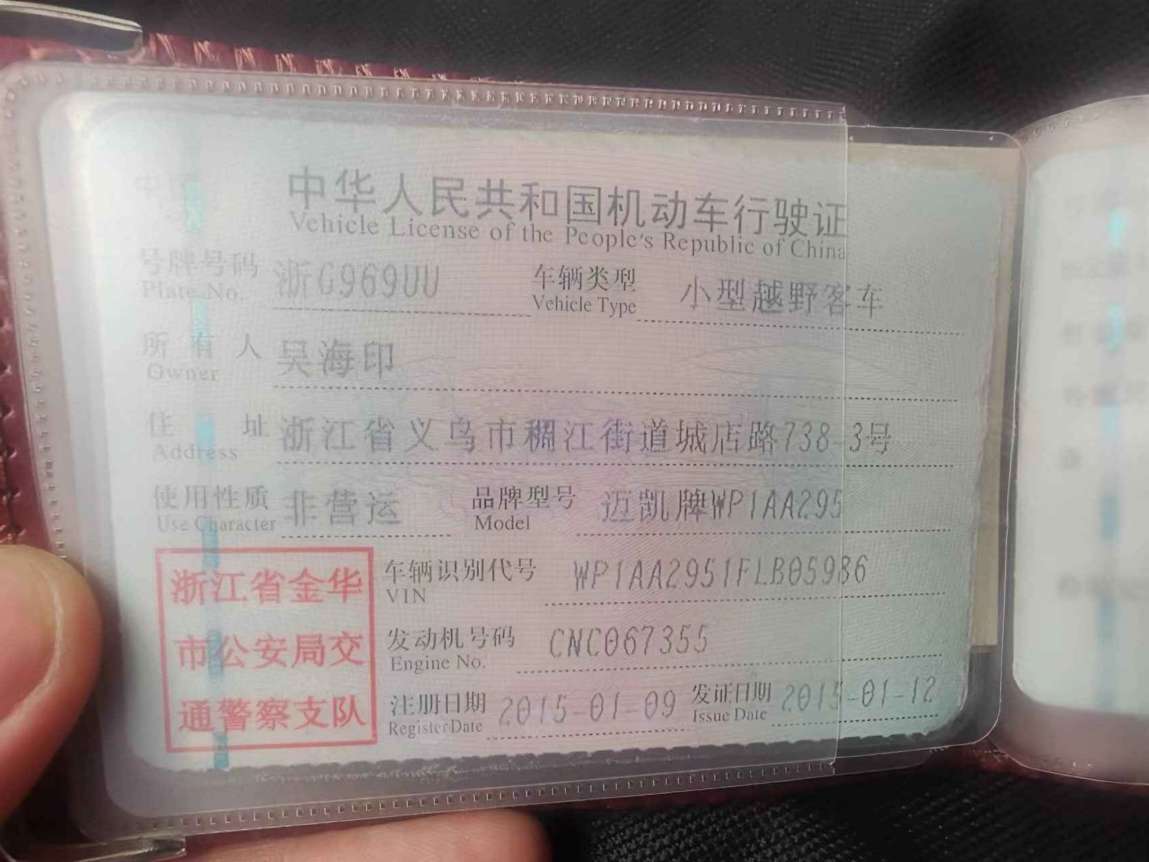 中华人民共和国机动车行驶证
Vehicle License of the People's Republic of China
号牌号码 浙G969UU 车辆类型 小型越野客车
Plate No. Vehicle Type
所有人 吴海印
Owner
住址 浙江省义乌市稠江街道城店路738-3号
Address
使用性质 非营运 品牌型号 迈凯牌WP1AA295
Use Character Model
浙江省金华
市公安局交
通警察支队
车辆识别代号 WP1AA2951FLB05986
VIN
发动机号码 CNC067355
Engine No.
注册日期 2015-01-09 发证日期 2015-01-12
Register Date Issue Date